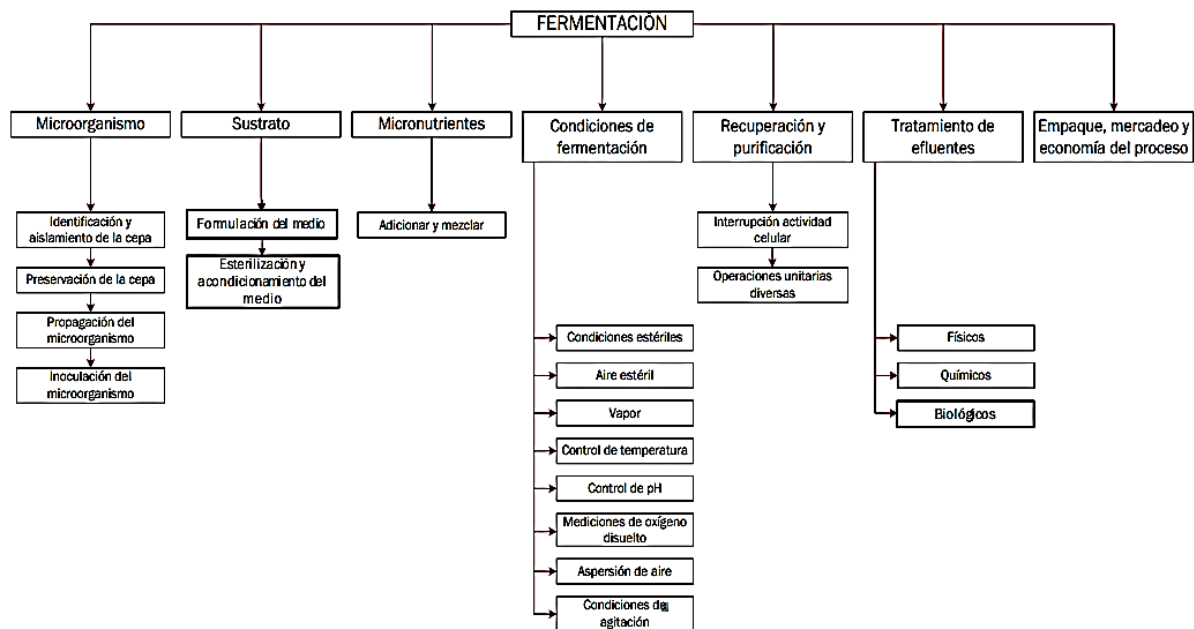 FERMENTACIÓN
Microorganismo
Sustrato
Micronutrientes
Condiciones de
fermentación
Recuperación y
purificación
Tratamiento de
efluentes
Empaque, mercadeo y
economía del proceso
Identificación y
aislamiento de la cepa
Preservación de la cepa
Propagación del
microorganismo
Inoculación del
microorganismo
Formulación del medio
Esterilización y
acondicionamiento del
medio
Adicionar y mezclar
Condiciones estériles
Aire estéril
Vapor
Control de temperatura
Control de pH
Mediciones de oxígeno
disuelto
Aspersión de aire
Condiciones de
agitación
Interrupción actividad
celular
Operaciones unitarias
diversas
Físicos
Químicos
Biológicos